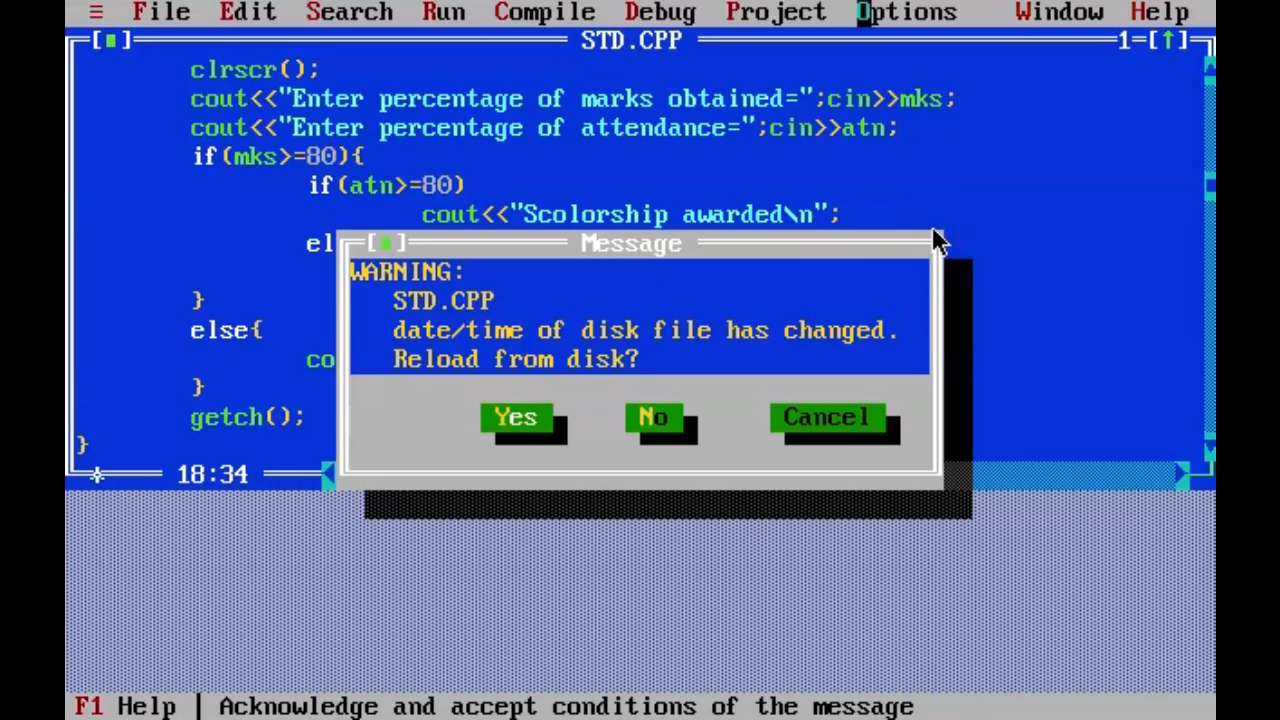 ≡ File Edit Search Run Compile Debug Project Options Window Help
[■] STD.CPP 1=[↑]
clrscr();
cout<<"Enter percentage of marks obtained=";cin>>mks;
cout<<"Enter percentage of attendance=";cin>>atn;
if(mks>=80){
if(atn>=80)
cout<<"Scolorship awarded\n";
el
}
else{
co
}
getch();
}
18:34
[■] Message
WARNING:
STD.CPP
date/time of disk file has changed.
Reload from disk?
Yes No Cancel
F1 Help | Acknowledge and accept conditions of the message